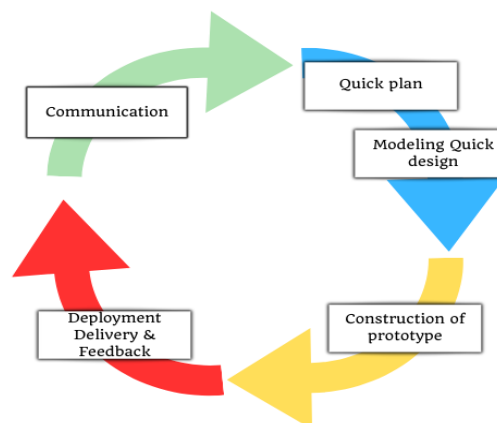 Communication
Quick plan
Modeling Quick
design
Construction of
prototype
Deployment
Delivery &
Feedback